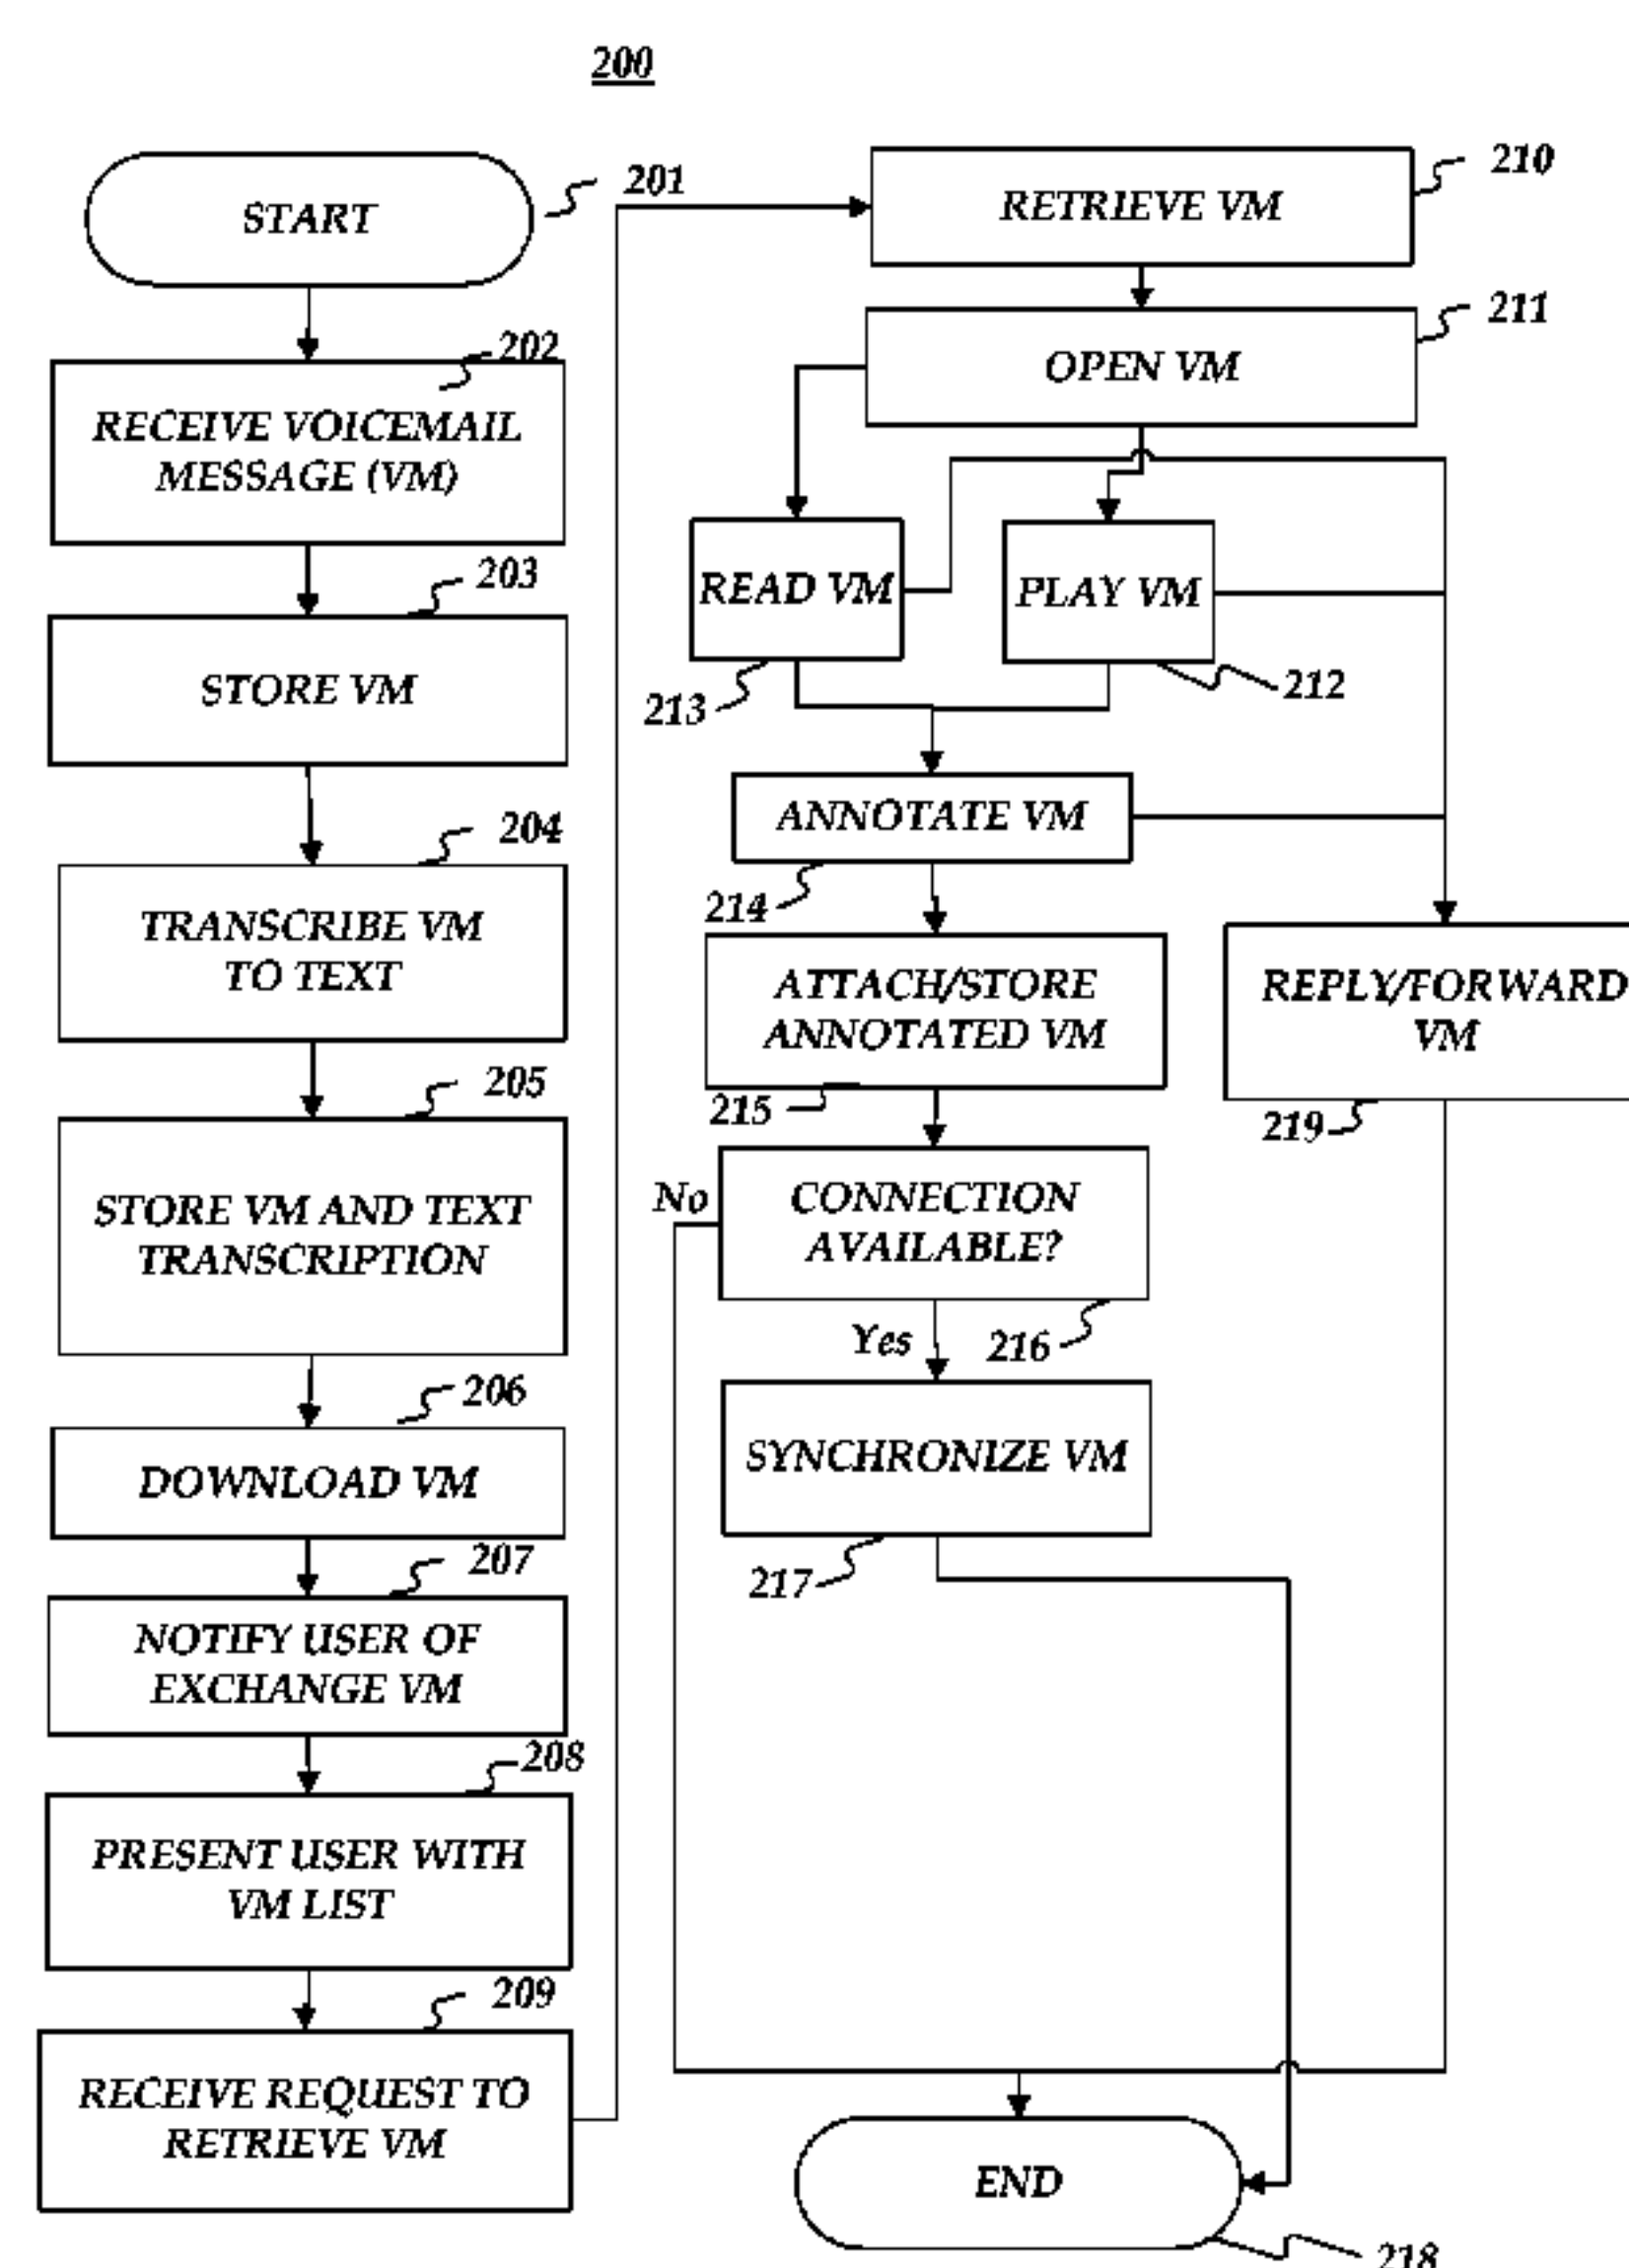 200
START
201
202
RECEIVE VOICEMAIL
MESSAGE (VM)
203
STORE VM
204
TRANSCRIBE VM
TO TEXT
205
STORE VM AND TEXT
TRANSCRIPTION
206
DOWNLOAD VM
207
NOTIFY USER OF
EXCHANGE VM
208
PRESENT USER WITH
VM LIST
209
RECEIVE REQUEST TO
RETRIEVE VM
210
RETRIEVE VM
211
OPEN VM
READ VM
PLAY VM
213
212
ANNOTATE VM
214
ATTACH/STORE
ANNOTATED VM
215
REPLY/FORWARD
VM
219
No
CONNECTION
AVAILABLE?
Yes
216
SYNCHRONIZE VM
217
END
218